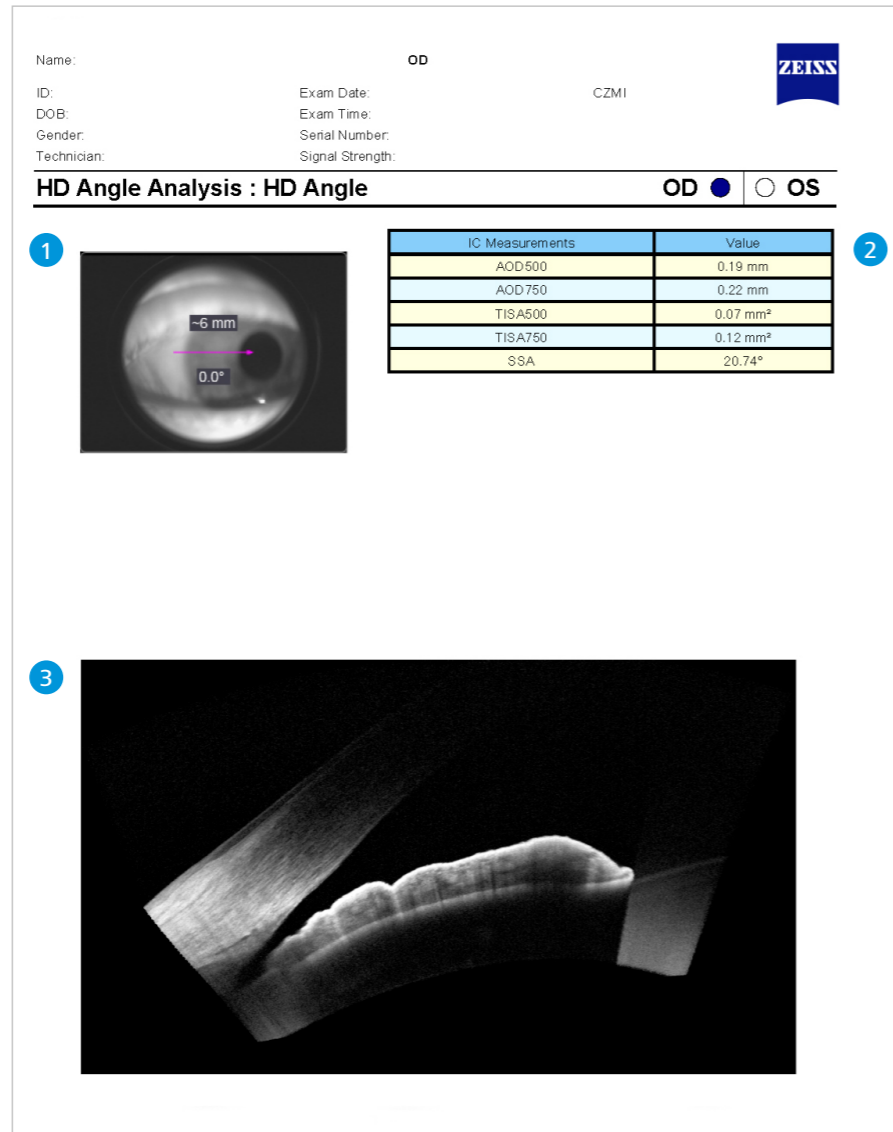 Name:
OD
ZEISS
ID:
Exam Date:
CZMI
DOB:
Exam Time:
Gender:
Serial Number:
Technician:
Signal Strength:
HD Angle Analysis : HD Angle
OD
OS
1
~6 mm
0.0°
IC Measurements Value
AOD500 0.19 mm
AOD750 0.22 mm
TISA500 0.07 mm²
TISA750 0.12 mm²
SSA 20.74°
2
3